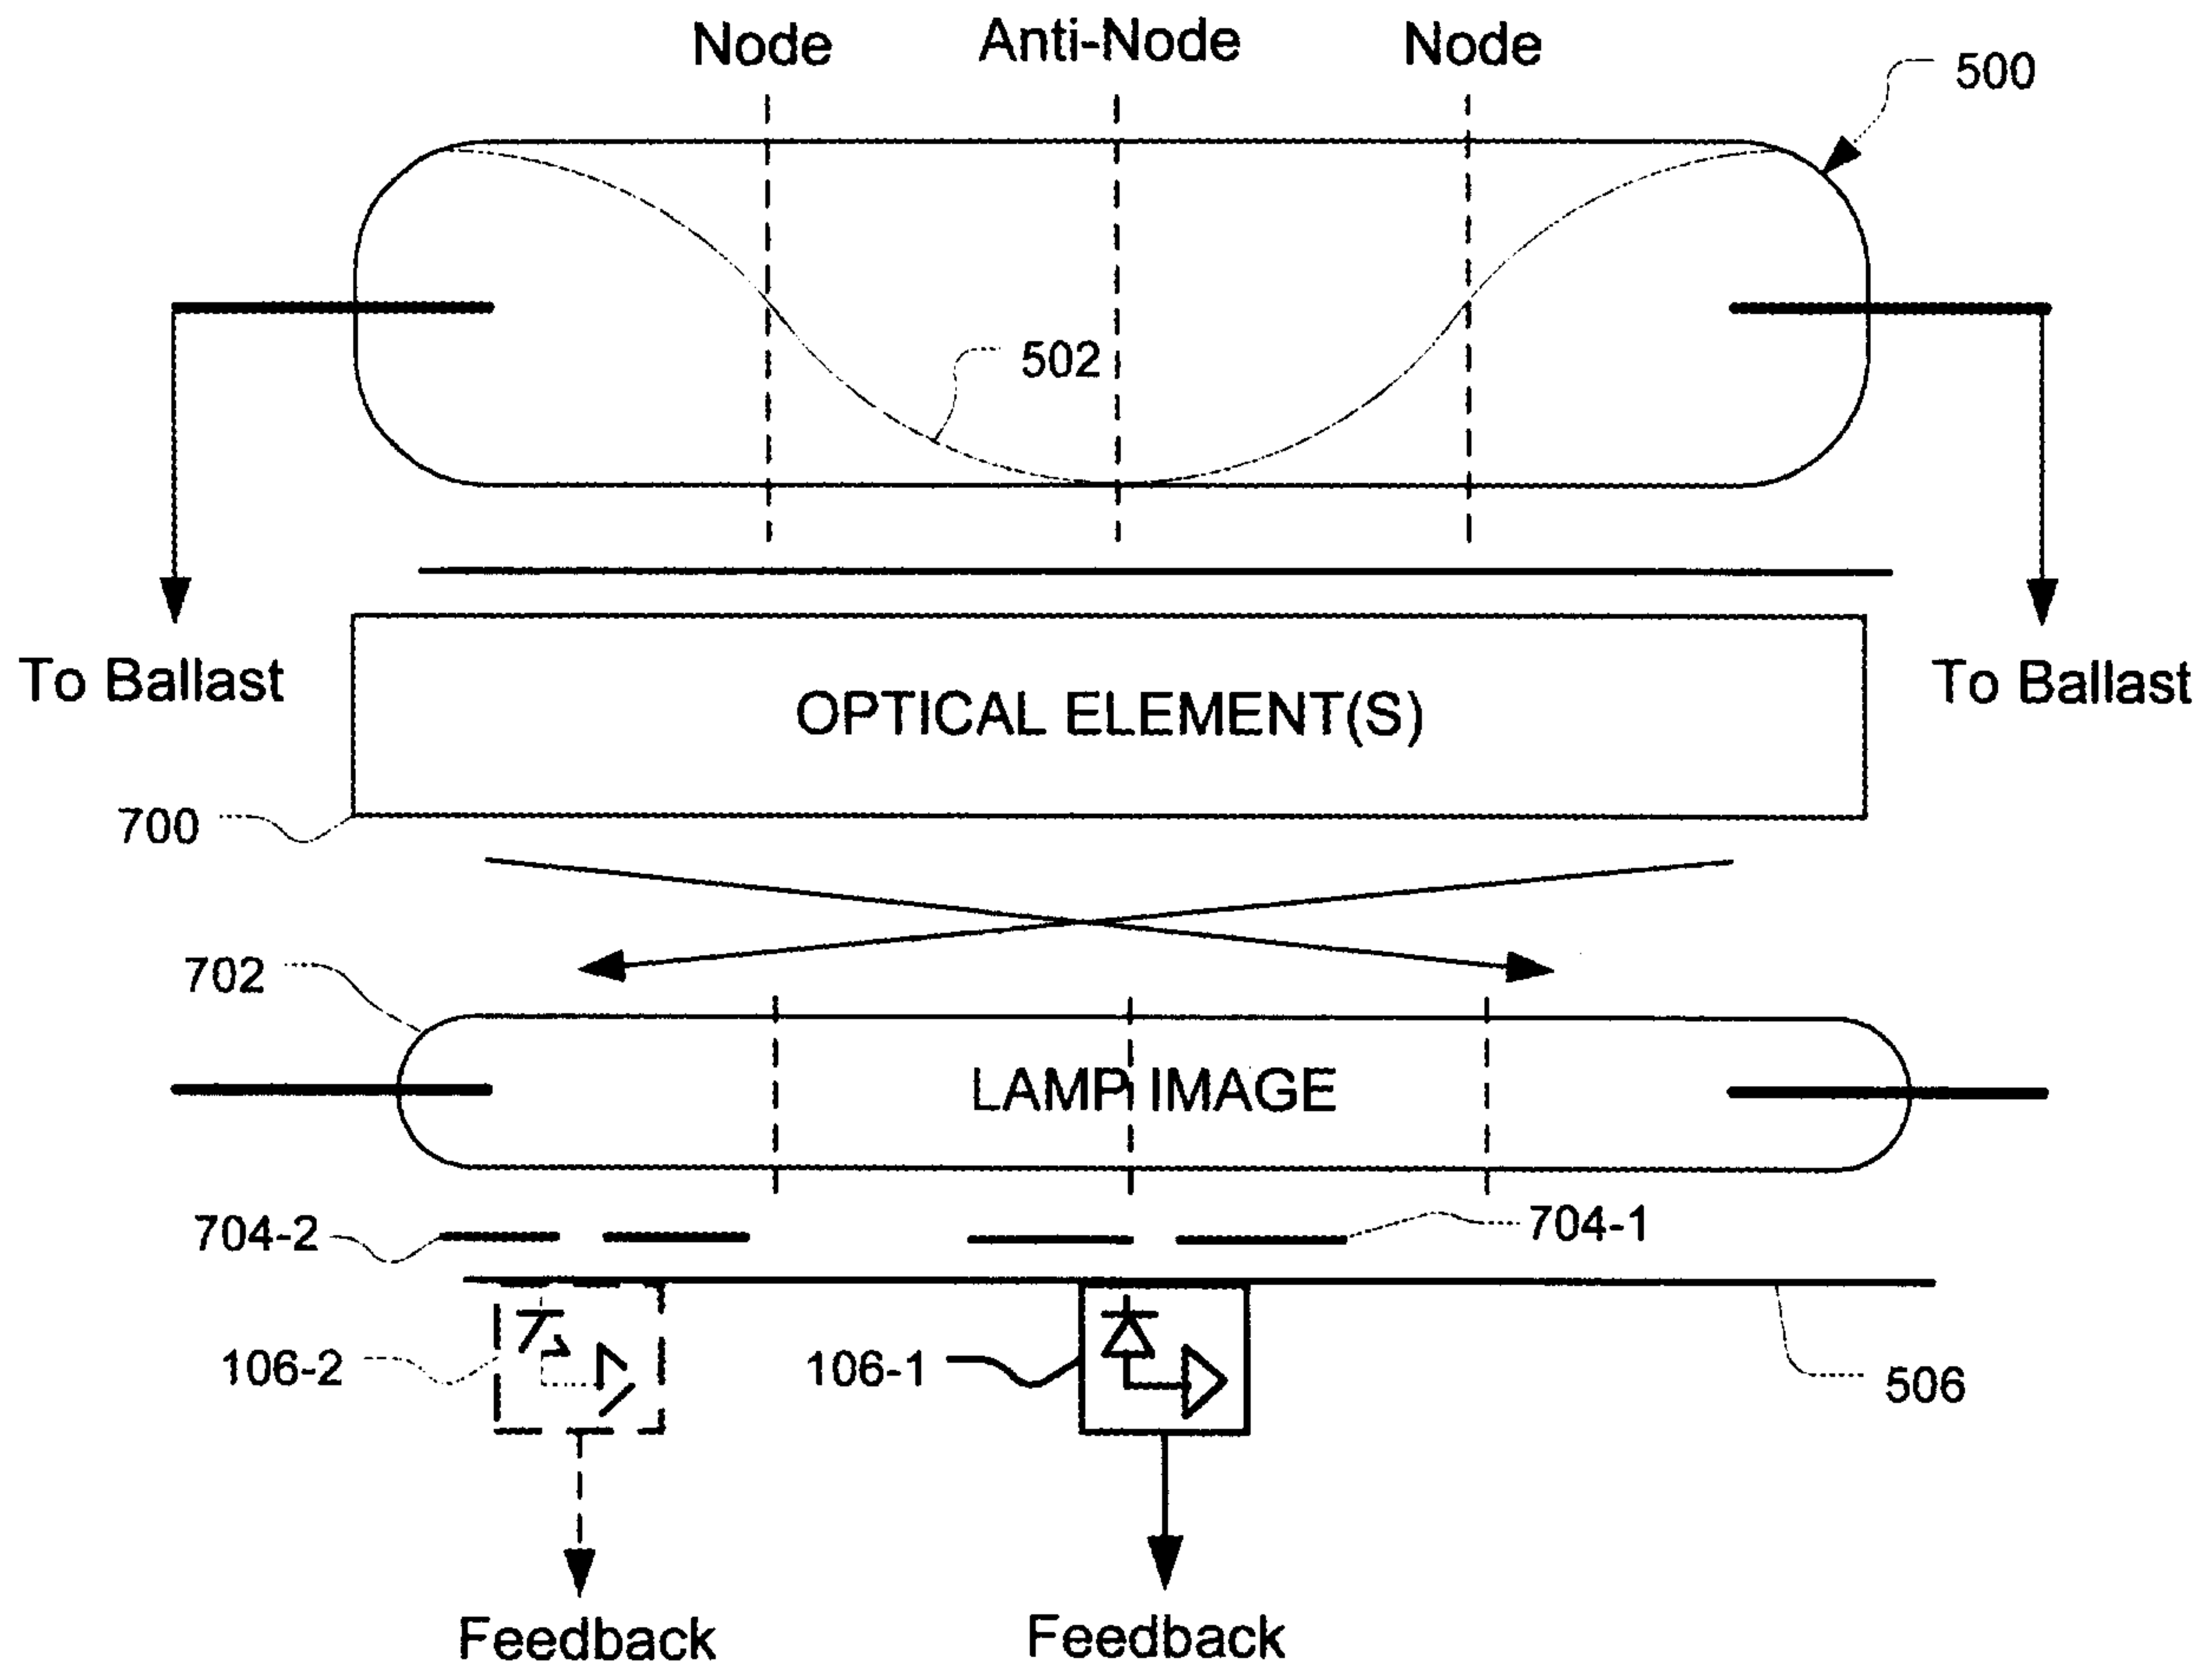 Node Anti-Node Node
500
502
To Ballast To Ballast
OPTICAL ELEMENT(S)
700
702
LAMP IMAGE
704-2 704-1
106-2 106-1 506
Feedback Feedback